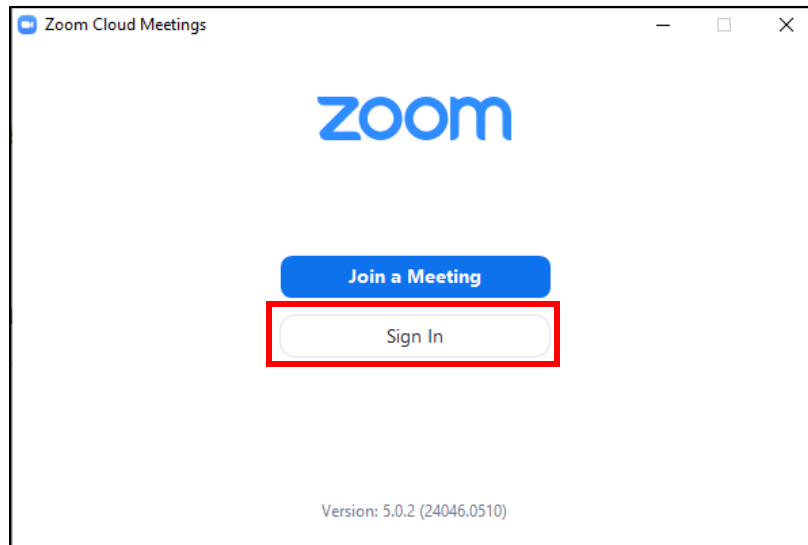 Zoom Cloud Meetings
zoom
Join a Meeting
Sign In
Version: 5.0.2 (24046.0510)